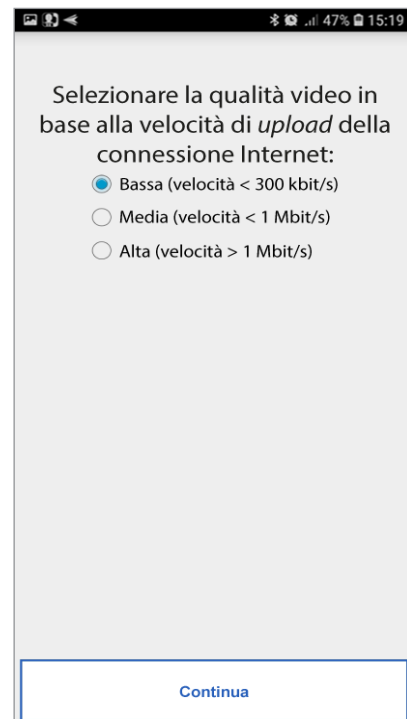 47% 15:19
Selezionare la qualità video in
base alla velocità di upload della
connessione Internet:
Bassa (velocità < 300 kbit/s)
Media (velocità < 1 Mbit/s)
Alta (velocità > 1 Mbit/s)
Continua